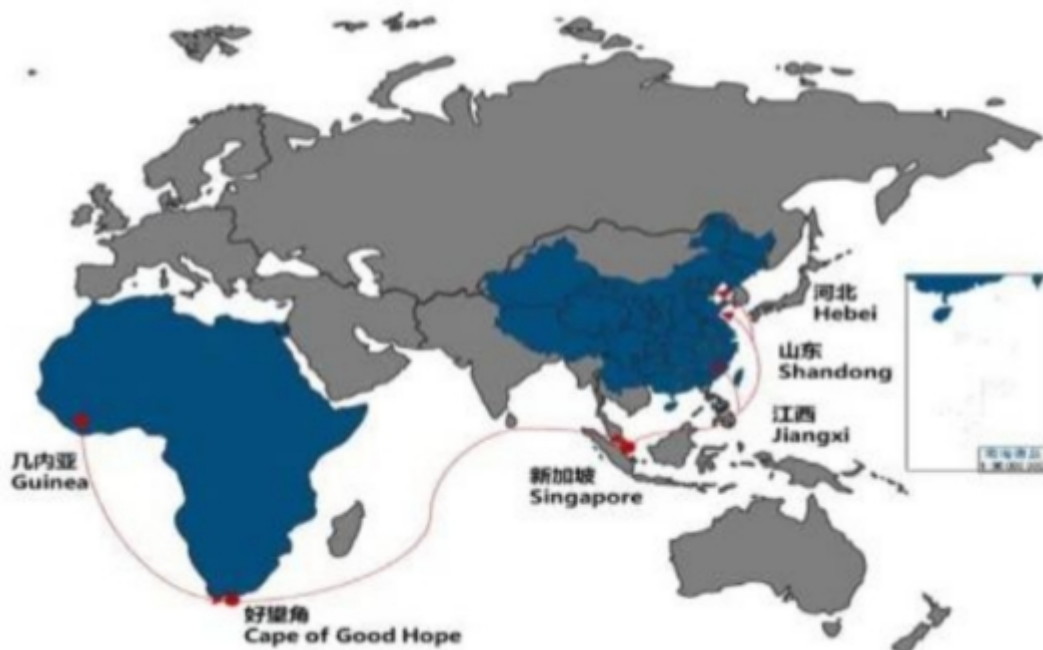 河北
Hebei
山东
Shandong
江西
Jiangxi
几内亚
Guinea
新加坡
Singapore
好望角
Cape of Good Hope